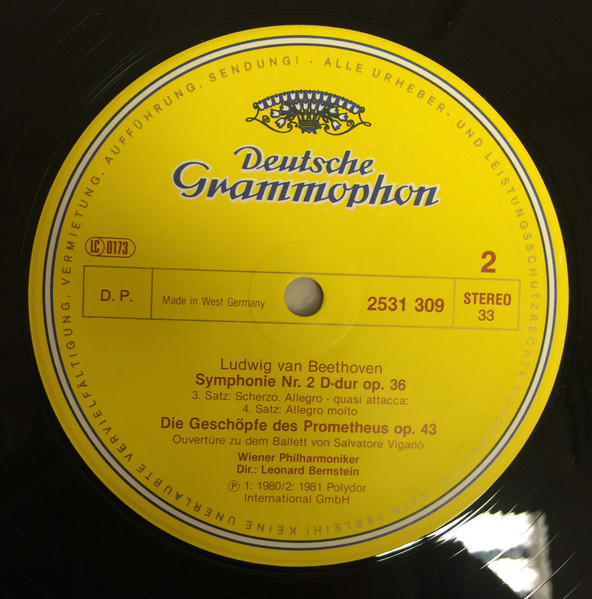 KEINE UNERLAUBTE VERVIELFÄLTIGUNG, VERMIETUNG, AUFFÜHRUNG, SENDUNG! · ALLE URHEBER- UND LEISTUNGSSCHUTZRECHTE
VERLEIH!
Deutsche
Grammophon
LC 0173
2
D. P.
Made in West Germany
2531 309
STEREO
33
Ludwig van Beethoven
Symphonie Nr. 2 D-dur op. 36
3. Satz: Scherzo. Allegro - quasi attacca:
4. Satz: Allegro molto
Die Geschöpfe des Prometheus op. 43
Ouvertüre zu dem Ballett von Salvatore Viganò
Wiener Philharmoniker
Dir.: Leonard Bernstein
Ⓟ 1: 1980/2: 1981 Polydor
International GmbH